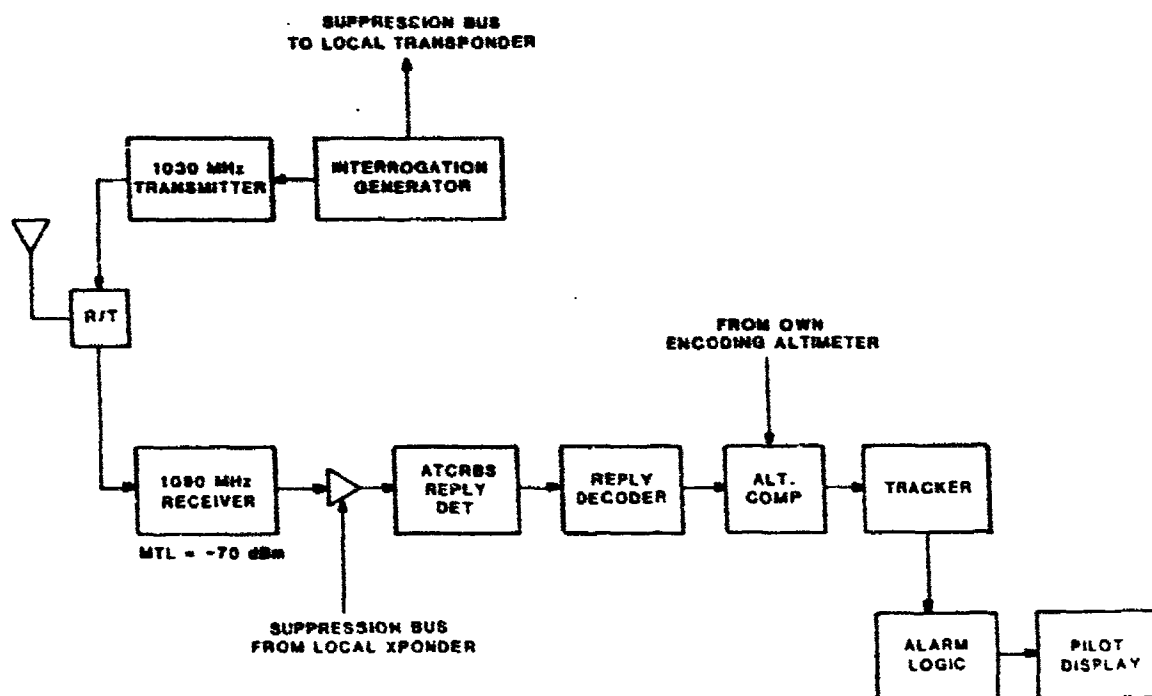 SUPPRESSION BUS
TO LOCAL TRANSPONDER
1030 MHz
TRANSMITTER
INTERROGATION
GENERATOR
R/T
FROM OWN
ENCODING ALTIMETER
1090 MHz
RECEIVER
ATCRBS
REPLY
DET
REPLY
DECODER
ALT.
COMP
TRACKER
MTL = -70 dBm
SUPPRESSION BUS
FROM LOCAL XPONDER
ALARM
LOGIC
PILOT
DISPLAY